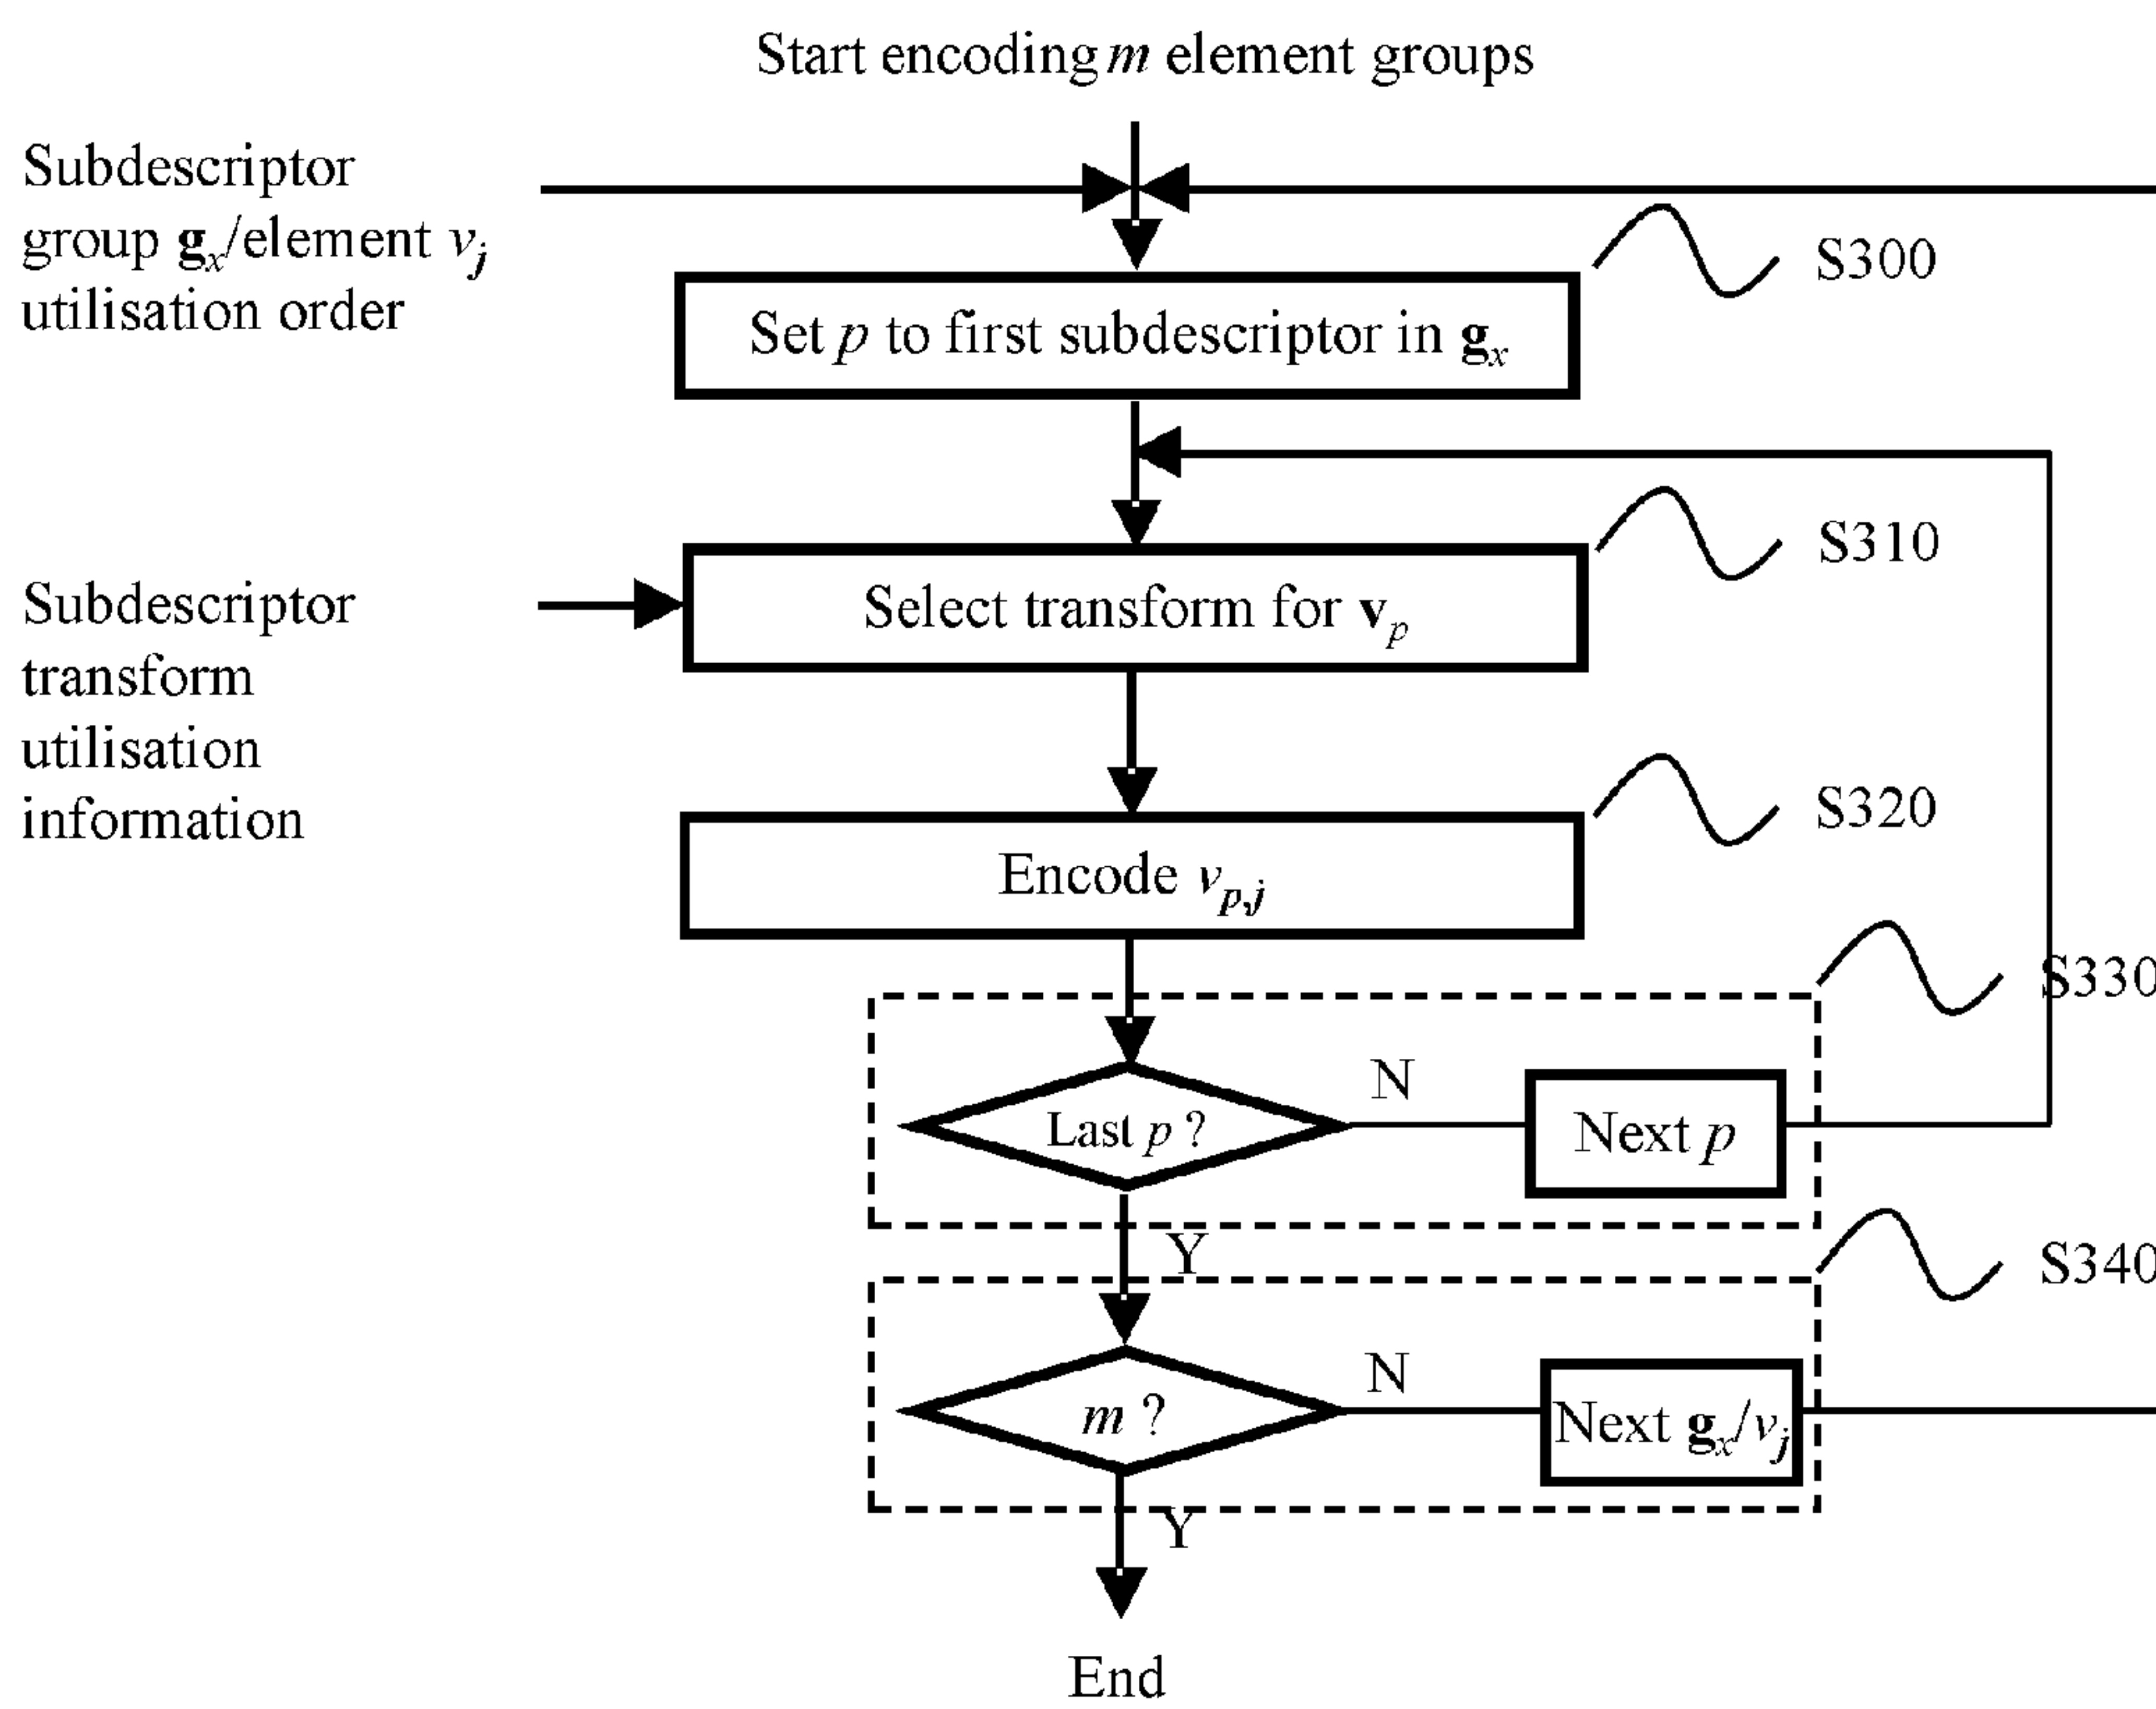 Start encoding m element groups
Subdescriptor
group gx/element vj
utilisation order
S300
Set p to first subdescriptor in gx
S310
Subdescriptor
transform
utilisation
information
Select transform for vp
S320
Encode vp,j
S330
Last p ?
N
Next p
Y
S340
m ?
N
Next gx/vj
Y
End